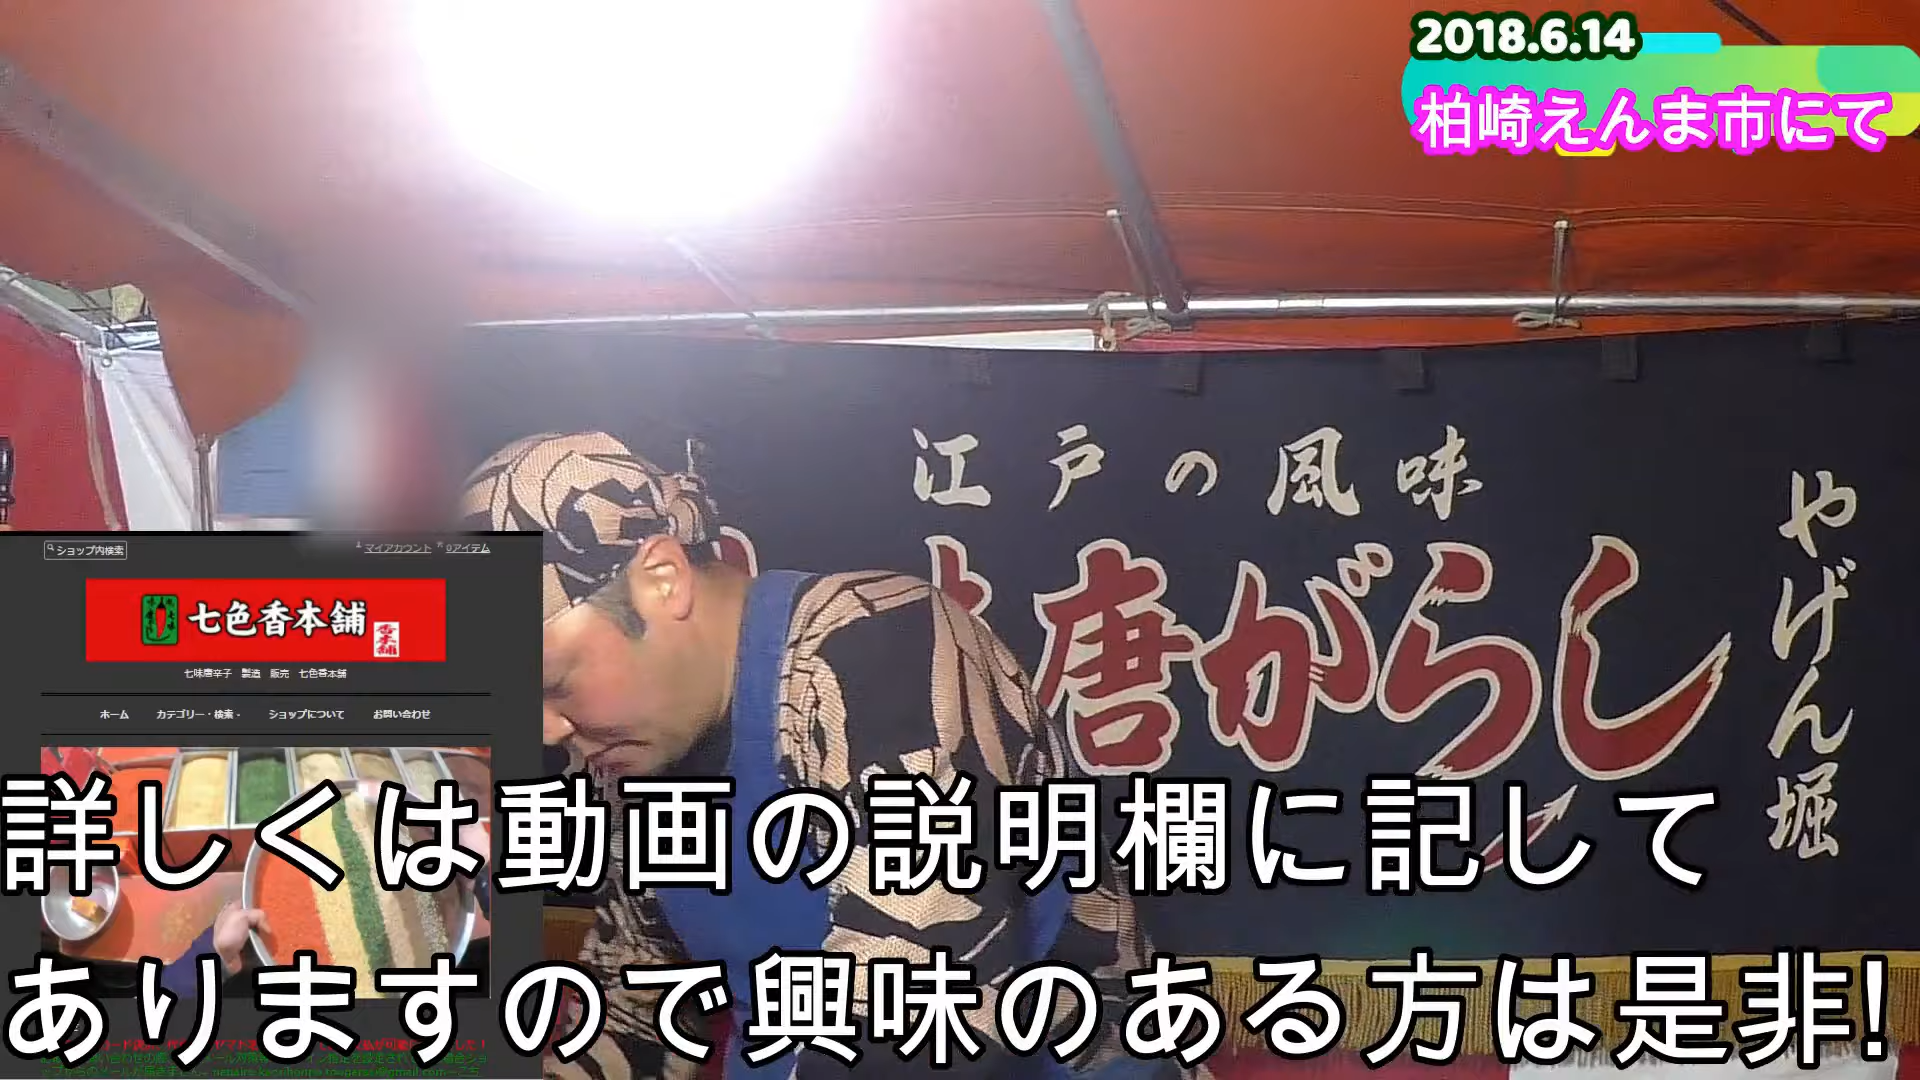 2018.6.14
柏崎えんま市にて
江戸の風味
唐がらし
やげん堀
ショップ内検索
マイアカウント 0アイテム
七色香本舗
七味唐辛子 製造 販売 七色香本舗
ホーム カテゴリー・検索 ショップについて お問い合わせ
詳しくは動画の説明欄に記して
ありますので興味のある方は是非!